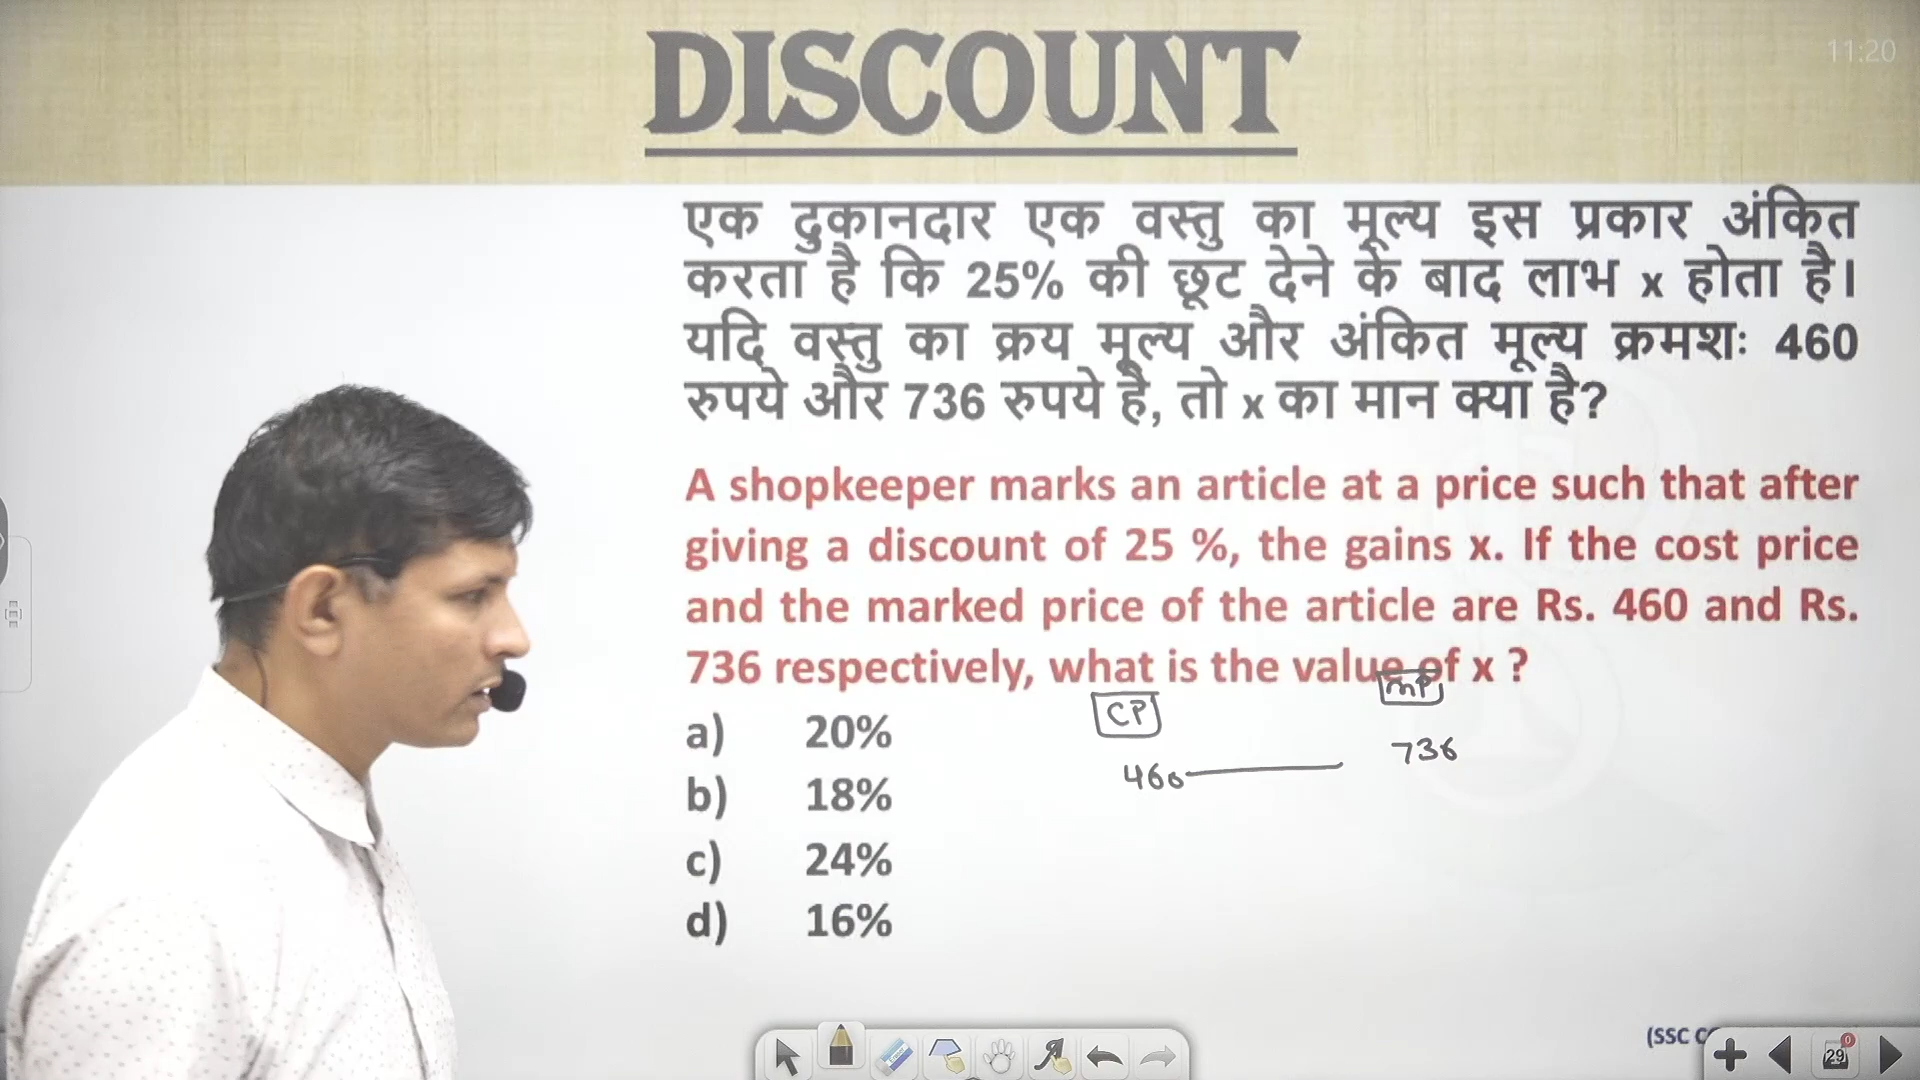 DISCOUNT
11:20
एक दुकानदार एक वस्तु का मूल्य इस प्रकार अंकित
करता है कि 25% की छूट देने के बाद लाभ x होता है।
यदि वस्तु का क्रय मूल्य और अंकित मूल्य क्रमशः 460
रुपये और 736 रुपये है, तो x का मान क्या है?
A shopkeeper marks an article at a price such that after
giving a discount of 25 %, the gains x. If the cost price
and the marked price of the article are Rs. 460 and Rs.
736 respectively, what is the value of x ?
CP MP
460 736
a) 20%
b) 18%
c) 24%
d) 16%
(SSC
29
0